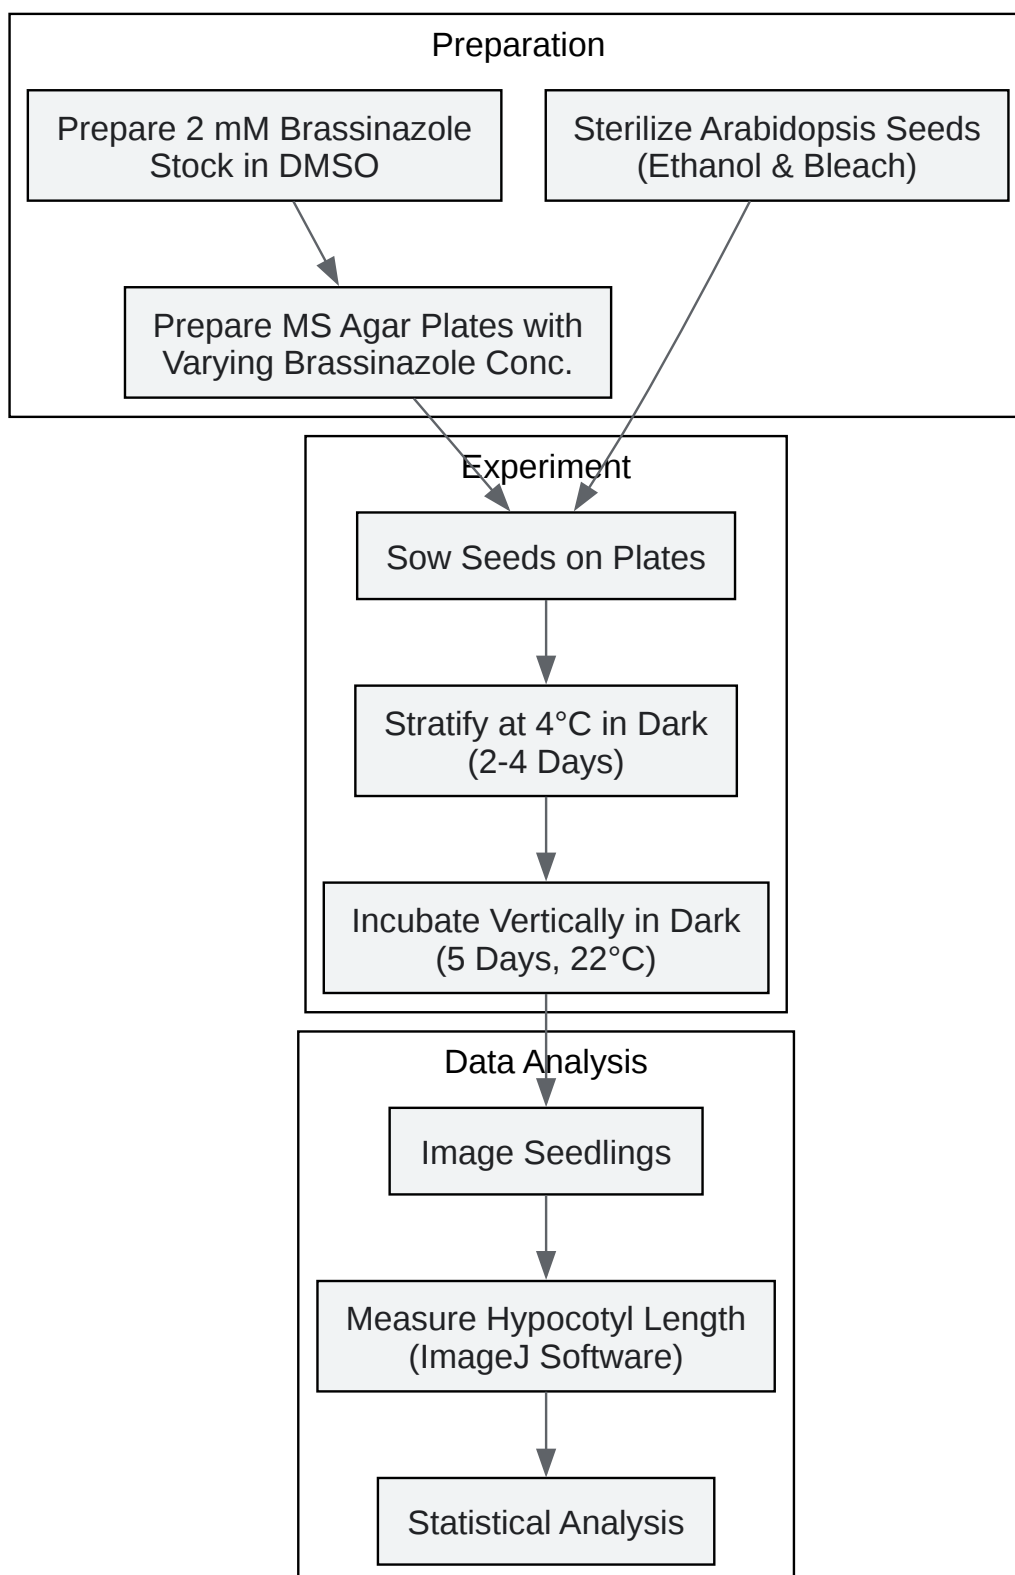 Preparation
Prepare 2 mM Brassinazole
Stock in DMSO
Sterilize Arabidopsis Seeds
(Ethanol & Bleach)
Prepare MS Agar Plates with
Varying Brassinazole Conc.
Experiment
Sow Seeds on Plates
Stratify at 4°C in Dark
(2-4 Days)
Incubate Vertically in Dark
(5 Days, 22°C)
Data Analysis
Image Seedlings
Measure Hypocotyl Length
(ImageJ Software)
Statistical Analysis